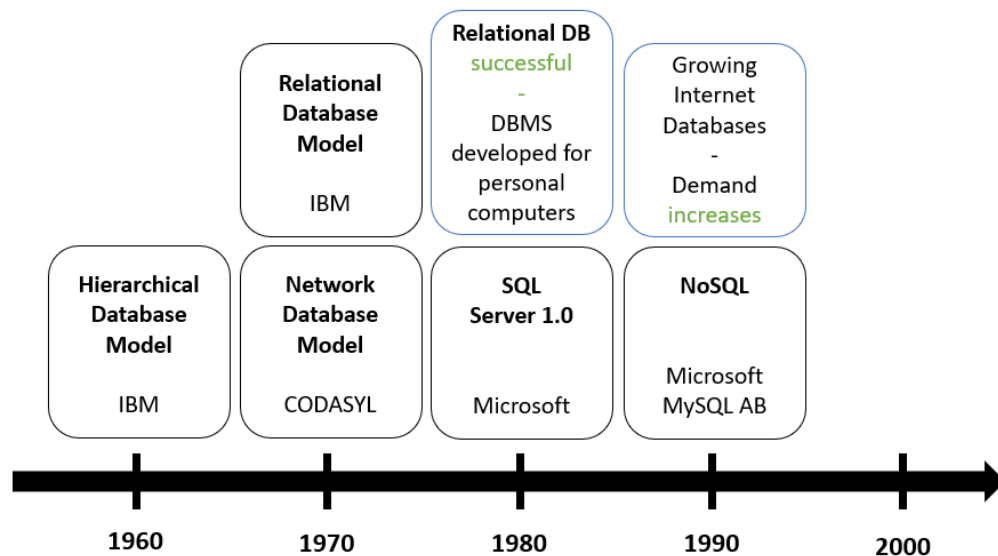 Relational
Database
Model
IBM
Relational DB
successful
-
DBMS
developed for
personal
computers
Growing
Internet
Databases
-
Demand
increases
Hierarchical
Database
Model
IBM
Network
Database
Model
CODASYL
SQL
Server 1.0
Microsoft
NoSQL
Microsoft
MySQL AB
1960
1970
1980
1990
2000